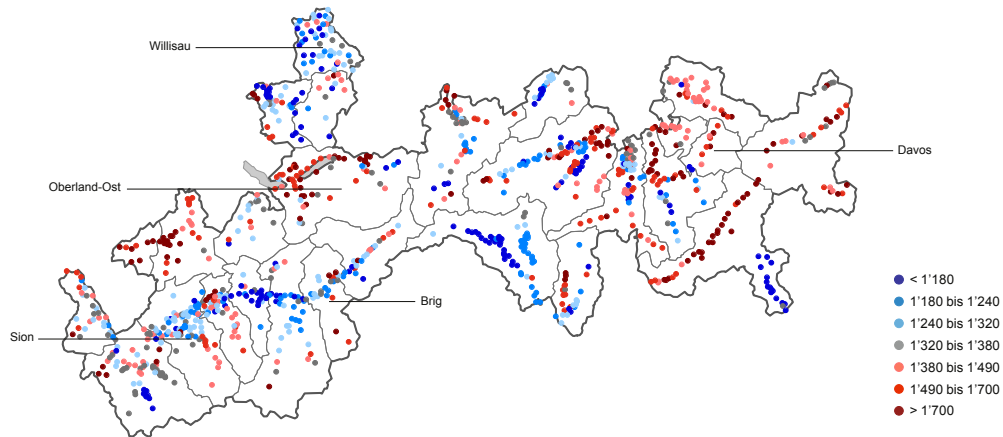 Willisau
Davos
Oberland-Ost
< 1'180
1'180 bis 1'240
Brig
1'240 bis 1'320
Sion
1'320 bis 1'380
1'380 bis 1'490
1'490 bis 1'700
> 1'700